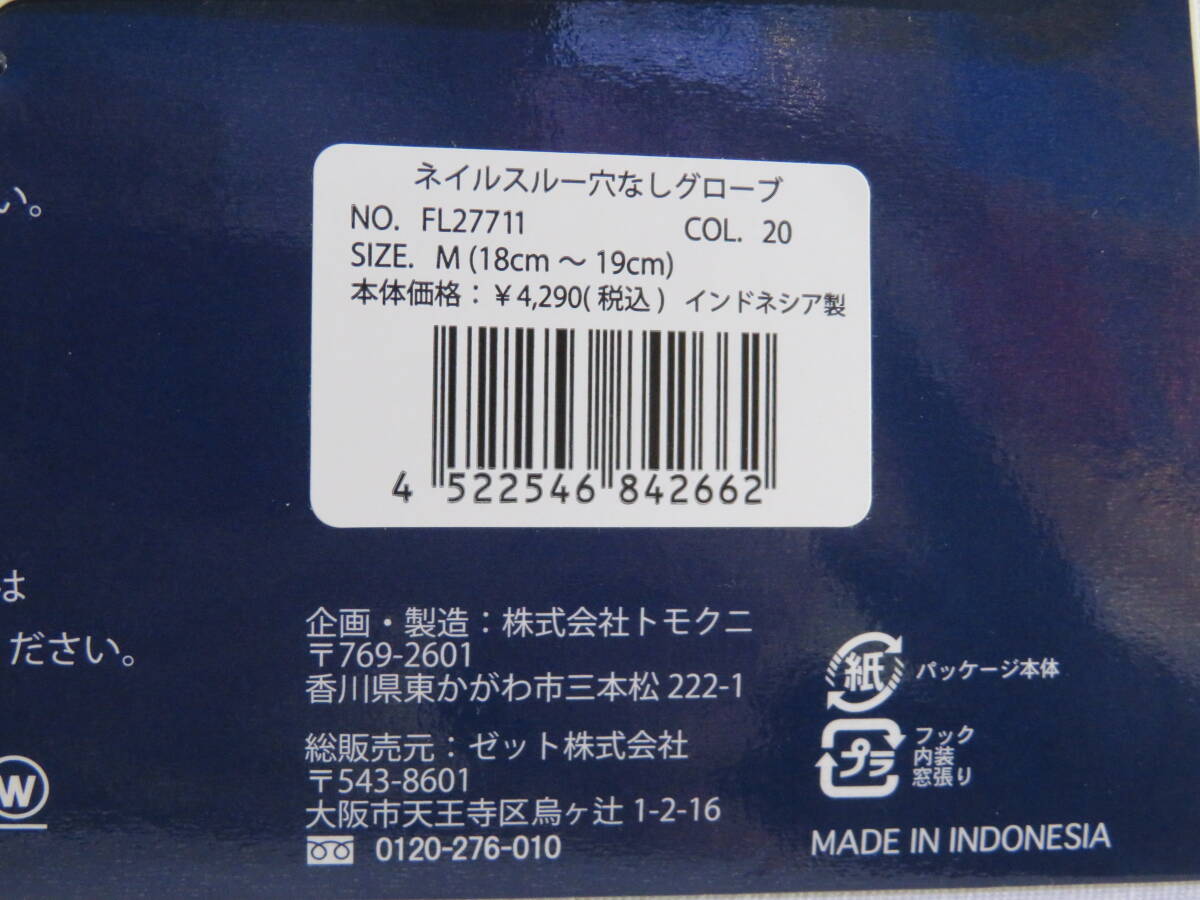 い。
ネイルスルー穴なしグローブ
NO. FL27711 COL. 20
SIZE. M (18cm ～ 19cm)
本体価格：￥4,290(税込) インドネシア製
4 522546 842662
は
ださい。
企画・製造：株式会社トモクニ
〒769-2601
香川県東かがわ市三本松 222-1
総販売元：ゼット株式会社
〒543-8601
大阪市天王寺区烏ヶ辻 1-2-16
0120-276-010
W
紙 パッケージ本体
プラ フック
内装
窓張り
MADE IN INDONESIA